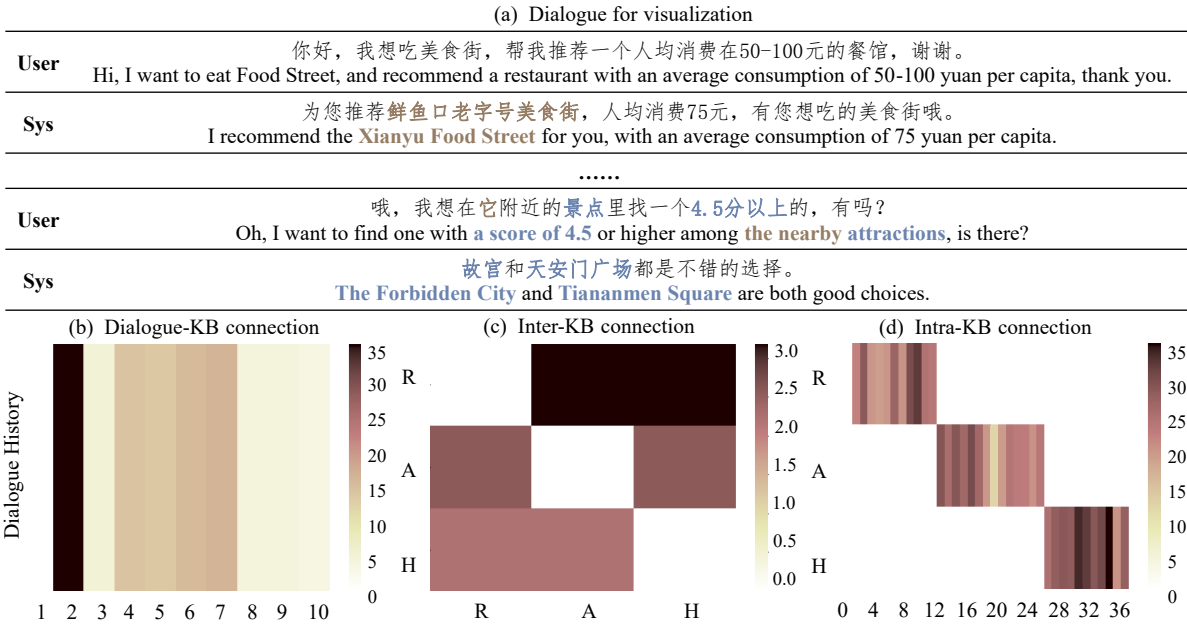 (a) Dialogue for visualization
User
你好，我想吃美食街，帮我推荐一个人均消费在50-100元的餐馆，谢谢。
Hi, I want to eat Food Street, and recommend a restaurant with an average consumption of 50-100 yuan per capita, thank you.
Sys
为您推荐鲜鱼口老字号美食街，人均消费75元，有您想吃的美食街哦。
I recommend the Xianyu Food Street for you, with an average consumption of 75 yuan per capita.
......
User
哦，我想在它附近的景点里找一个4.5分以上的，有吗?
Oh, I want to find one with a score of 4.5 or higher among the nearby attractions, is there?
Sys
故宫和天安门广场都是不错的选择。
The Forbidden City and Tiananmen Square are both good choices.
(b) Dialogue-KB connection
Dialogue History
35
30
25
20
15
10
5
0
1 2 3 4 5 6 7 8 9 10
(c) Inter-KB connection
R
A
H
3.0
2.5
2.0
1.5
1.0
0.5
0.0
R A H
(d) Intra-KB connection
R
A
H
35
30
25
20
15
10
5
0
0 4 8 12 16 20 24 28 32 36